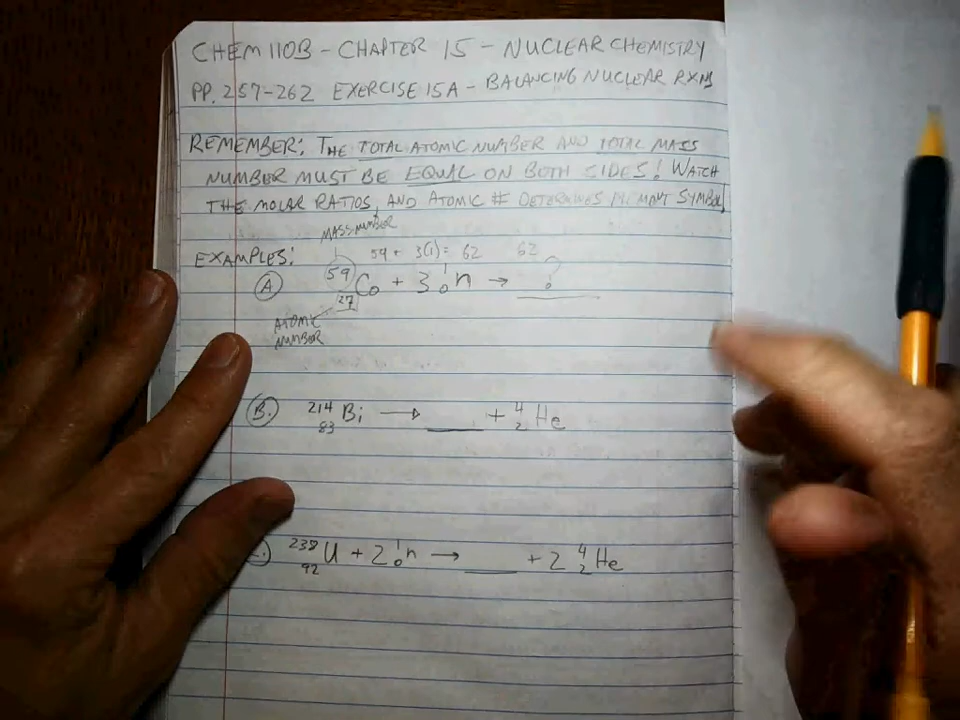 CHEM 110B - CHAPTER 15 - NUCLEAR CHEMISTRY
PP. 257-262 EXERCISE 15A - BALANCING NUCLEAR RXNS
REMEMBER: THE TOTAL ATOMIC NUMBER AND TOTAL MASS
NUMBER MUST BE EQUAL ON BOTH SIDES! WATCH
THE MOLAR RATIOS, AND ATOMIC # DETERMINES SYMBOL!
MASS NUMBER
59 + 3(1) = 62 62
EXAMPLES:
A 59 27 Co + 3 1 0 n → ?
ATOMIC
NUMBER
B. 214 83 Bi → ____ + 4 2 He
238 92 U + 2 1 0 n → ____ + 2 4 2 He